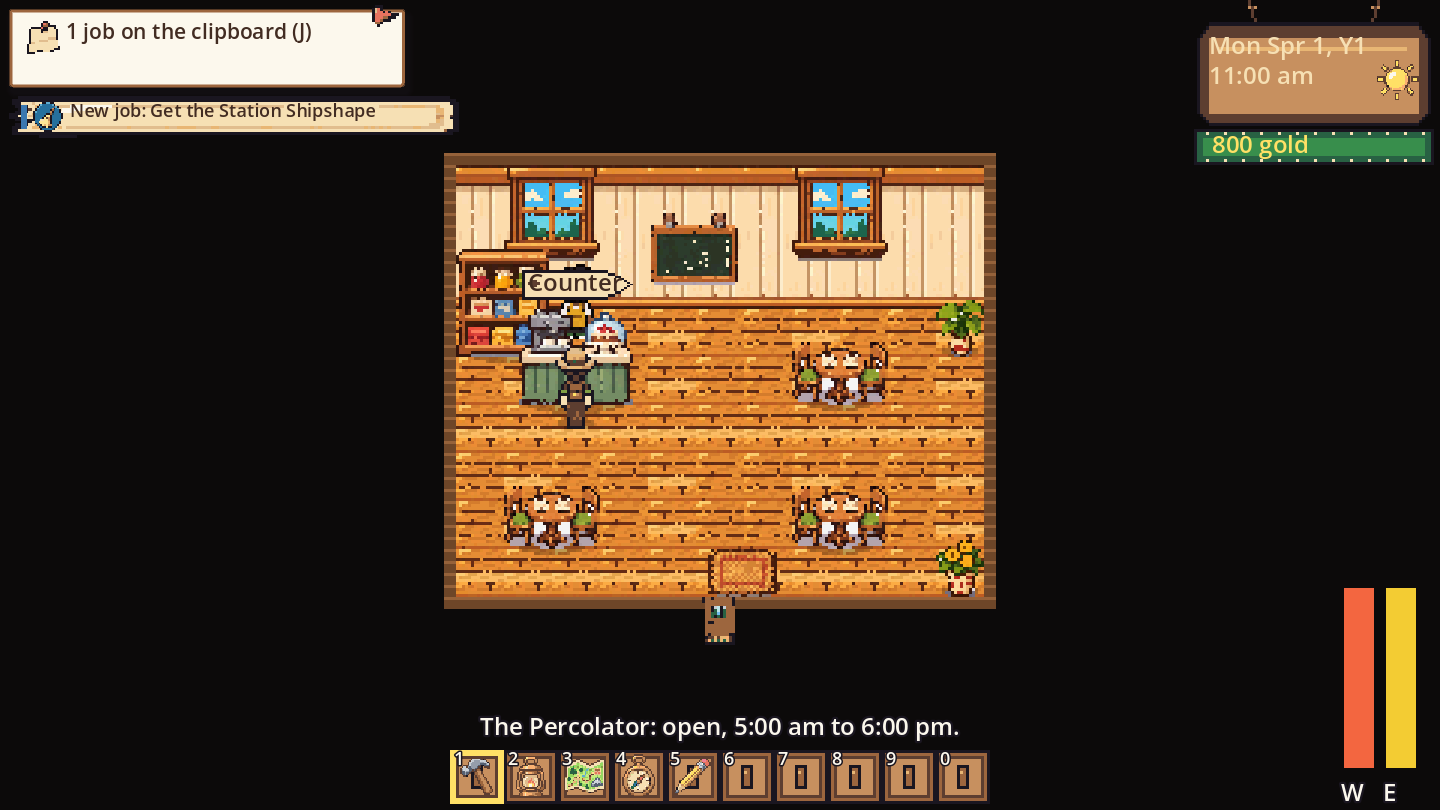 1 job on the clipboard (J)
New job: Get the Station Shipshape
Mon Spr 1, Y1
11:00 am
800 gold
Counter
The Percolator: open, 5:00 am to 6:00 pm.
1 2 3 4 5 6 7 8 9 0
W E